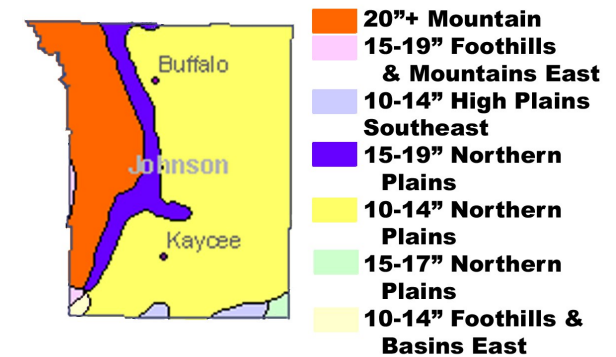 Buffalo
Johnson
Kaycee
20”+ Mountain
15-19” Foothills
& Mountains East
10-14” High Plains
Southeast
15-19” Northern
Plains
10-14” Northern
Plains
15-17” Northern
Plains
10-14” Foothills &
Basins East